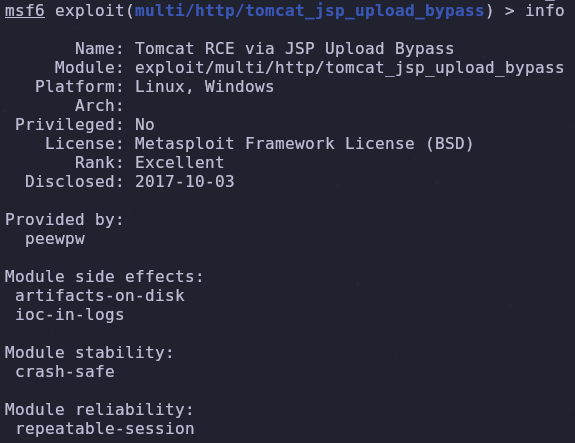 msf6 exploit(multi/http/tomcat_jsp_upload_bypass) > info
Name: Tomcat RCE via JSP Upload Bypass
Module: exploit/multi/http/tomcat_jsp_upload_bypass
Platform: Linux, Windows
Arch:
Privileged: No
License: Metasploit Framework License (BSD)
Rank: Excellent
Disclosed: 2017-10-03
Provided by:
peewpw
Module side effects:
artifacts-on-disk
ioc-in-logs
Module stability:
crash-safe
Module reliability:
repeatable-session